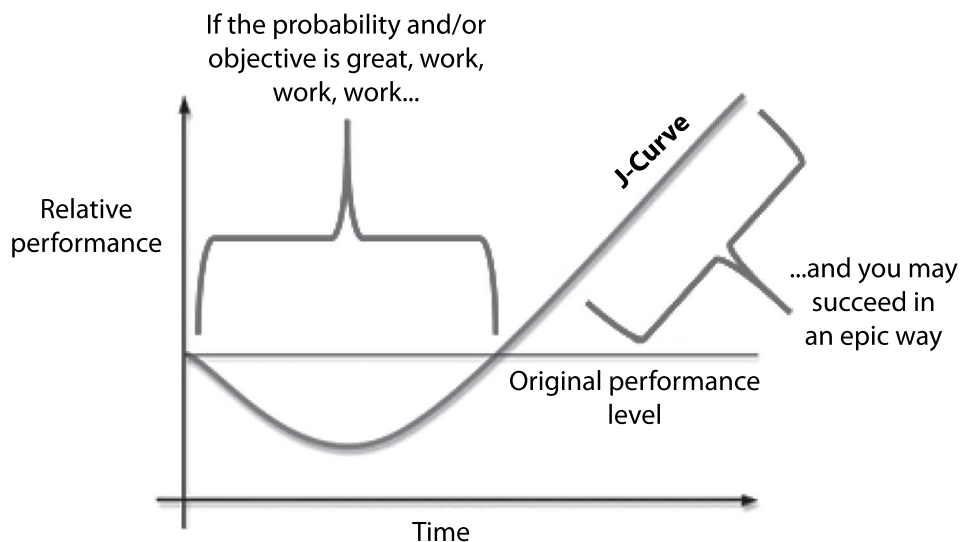 If the probability and/or
objective is great, work,
work, work...
J-Curve
Relative
performance
...and you may
succeed in
an epic way
Original performance
level
Time